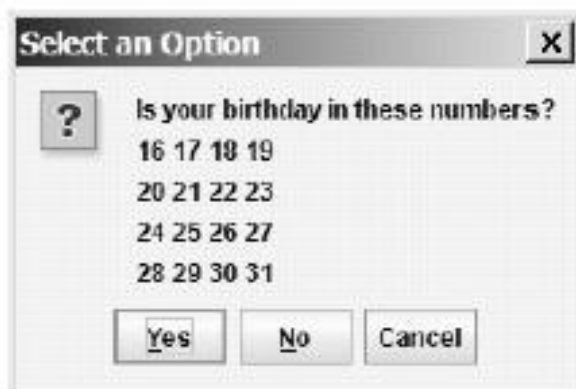 Select an Option
?
Is your birthday in these numbers?
16 17 18 19
20 21 22 23
24 25 26 27
28 29 30 31
Yes No Cancel